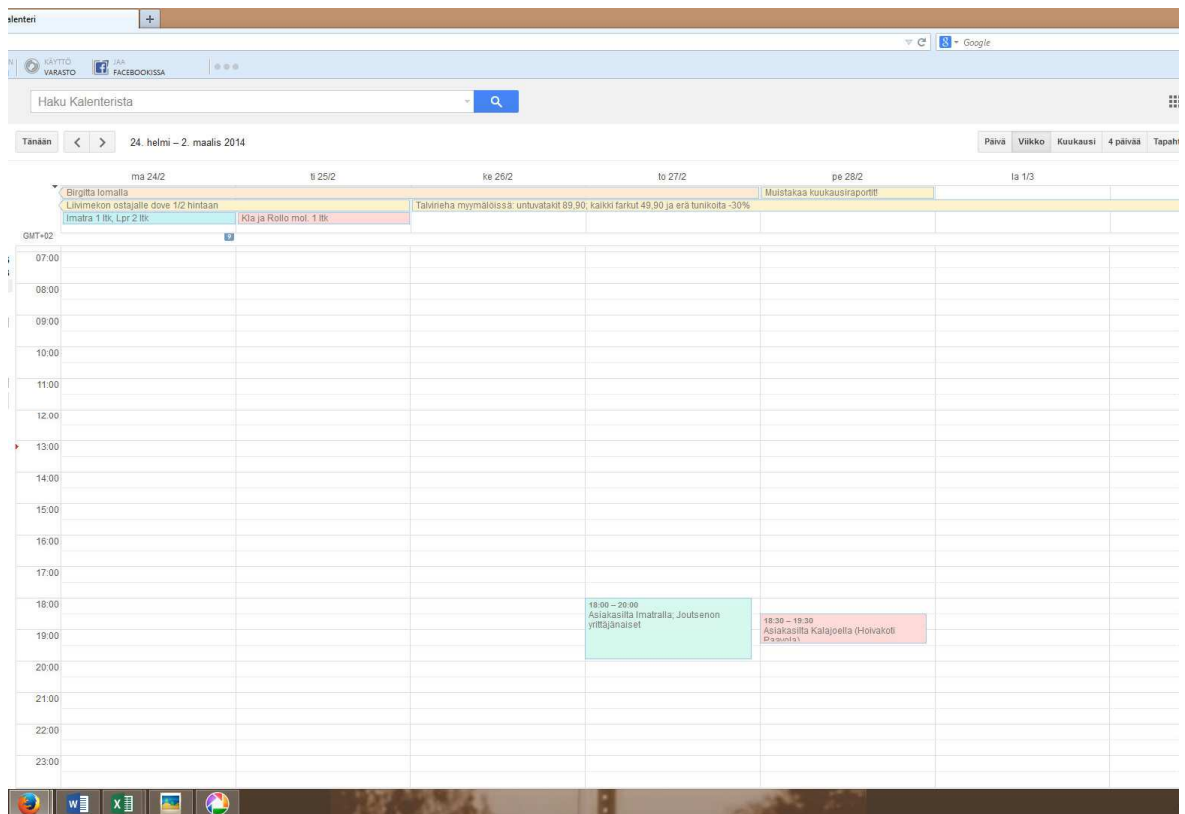 alenteri
+
Google
KÄYTTÖ
VARASTO
JAA
FACEBOOKISSA
Haku Kalenterista
Tänään
24. helmi – 2. maalis 2014
Päivä Viikko Kuukausi 4 päivää Tapaht
ma 24/2 ti 25/2 ke 26/2 to 27/2 pe 28/2 la 1/3
Birgitta lomalla
Muistakaa kuukausiraportit!
Liivimekon ostajalle dove 1/2 hintaan
Talvirieha myymälöissä: untuvatakit 89,90; kaikki farkut 49,90 ja erä tunikoita -30%
Imatra 1 ltk, Lpr 2 ltk
Kla ja Rollo mol. 1 ltk
GMT+02
9
07:00
08:00
09:00
10:00
11:00
12:00
13:00
14:00
15:00
16:00
17:00
18:00
18:00 – 20:00
Asiakasilta Imatralla; Joutsenon
yrittäjänaiset
18:30 – 19:30
Asiakasilta Kalajoella (Hoivakoti
Paavola)
19:00
20:00
21:00
22:00
23:00